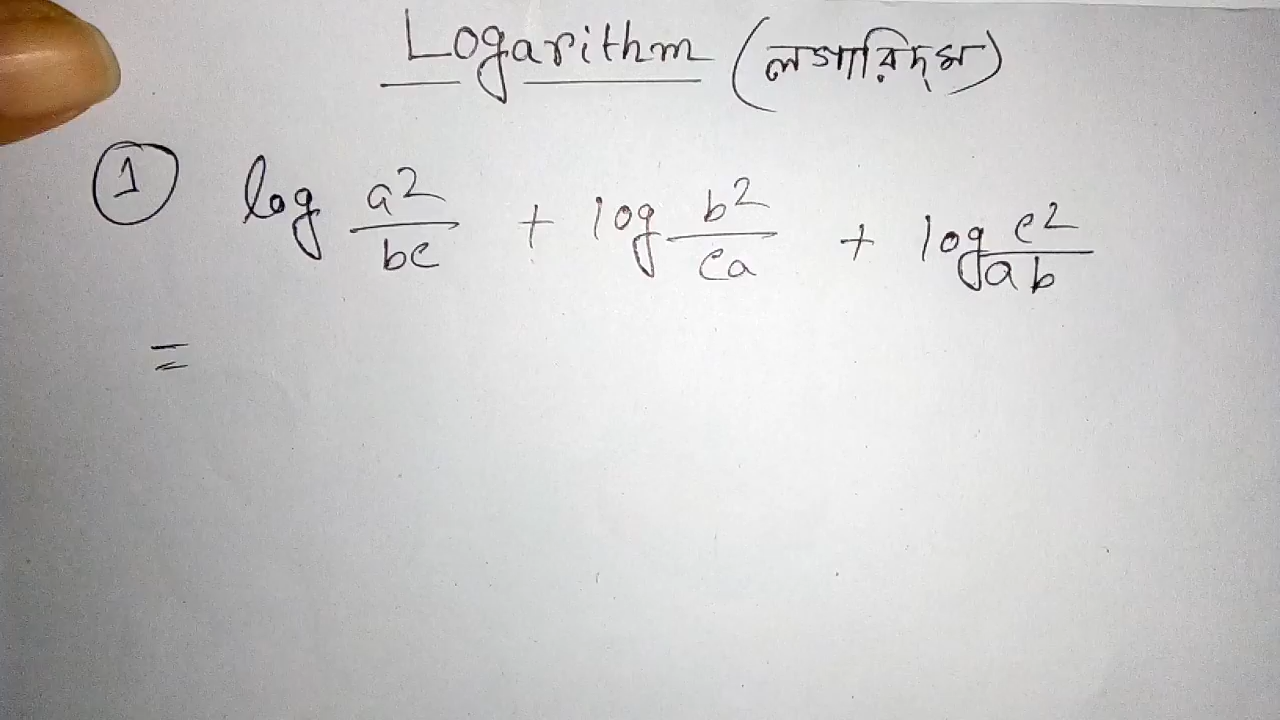 Logarithm (লগারিদম)
① log a²/bc + log b²/ca + log c²/ab
=